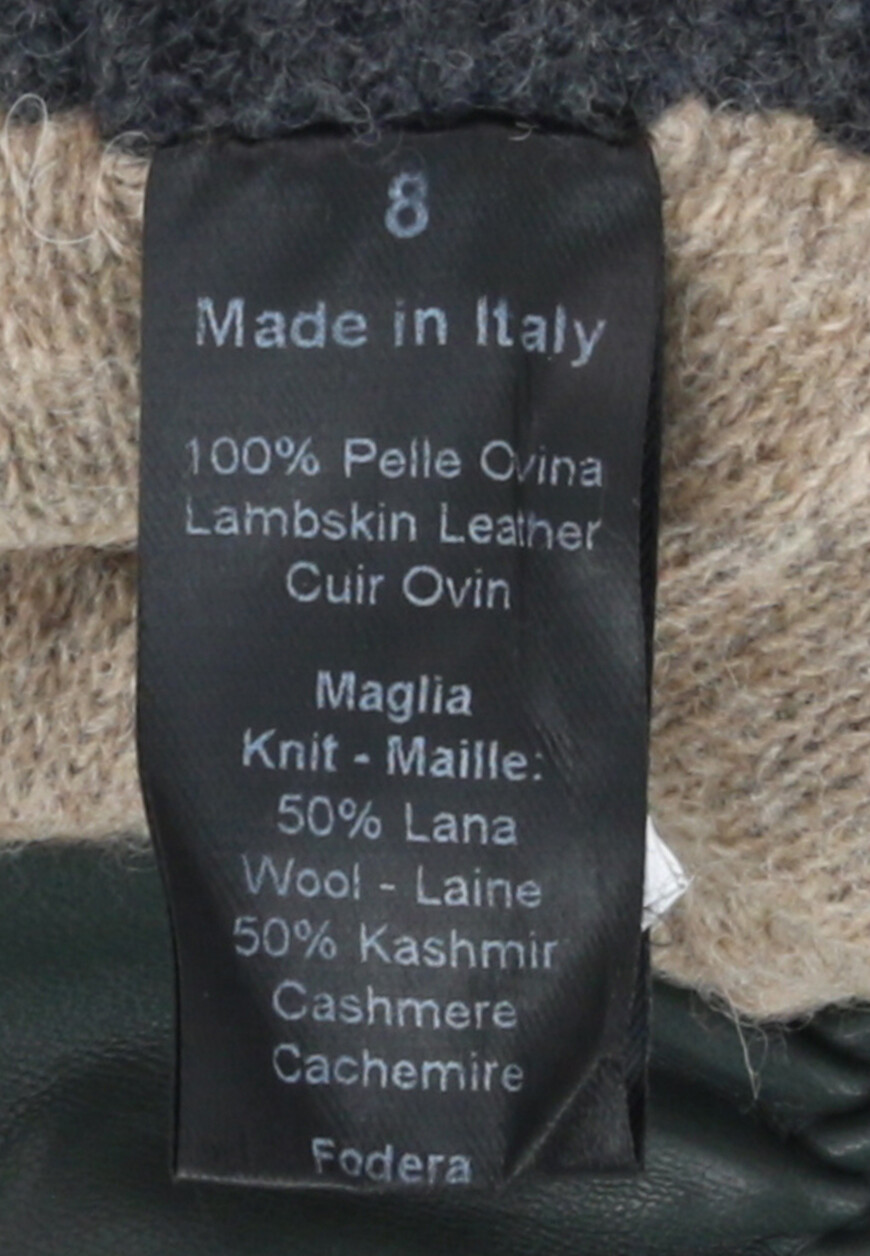 8
Made in Italy
100% Pelle Ovina
Lambskin Leather
Cuir Ovin
Maglia
Knit - Maille:
50% Lana
Wool - Laine
50% Kashmir
Cashmere
Cachemire
Fodera